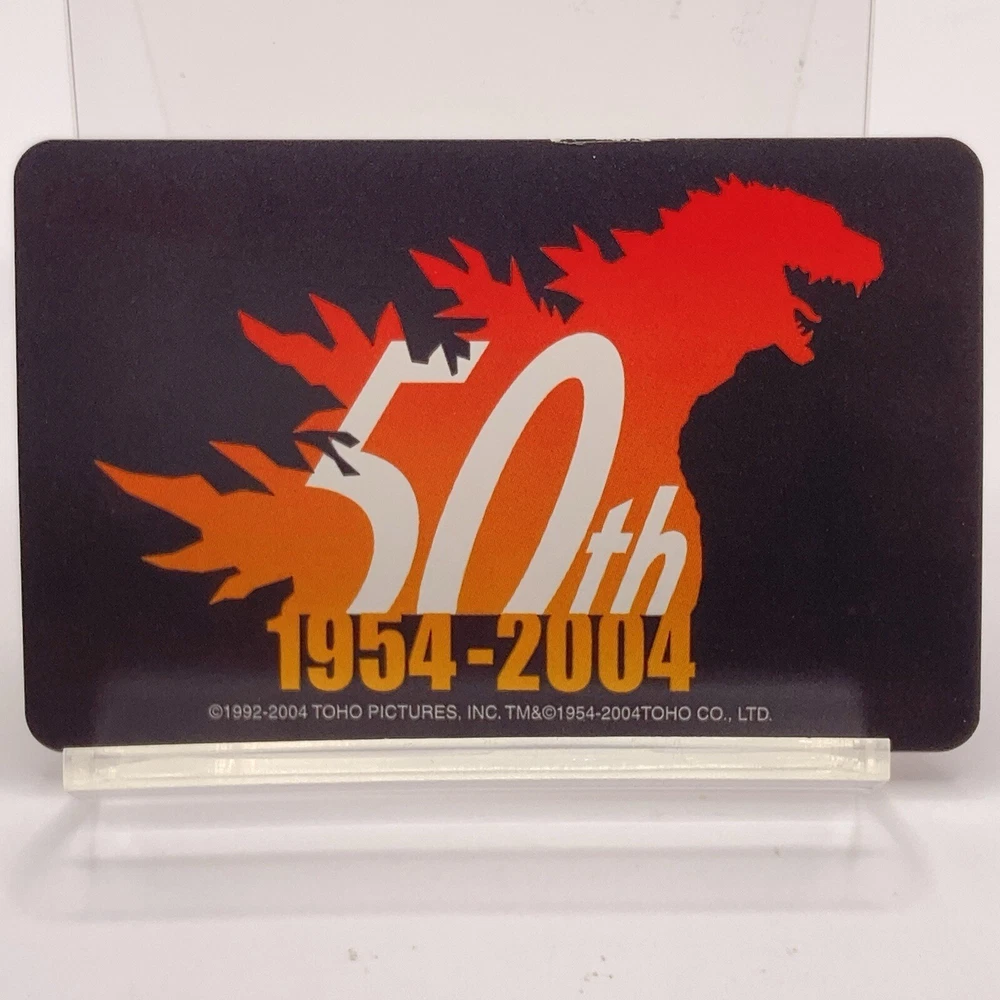 50th
1954-2004
©1992-2004 TOHO PICTURES, INC. TM&©1954-2004TOHO CO., LTD.